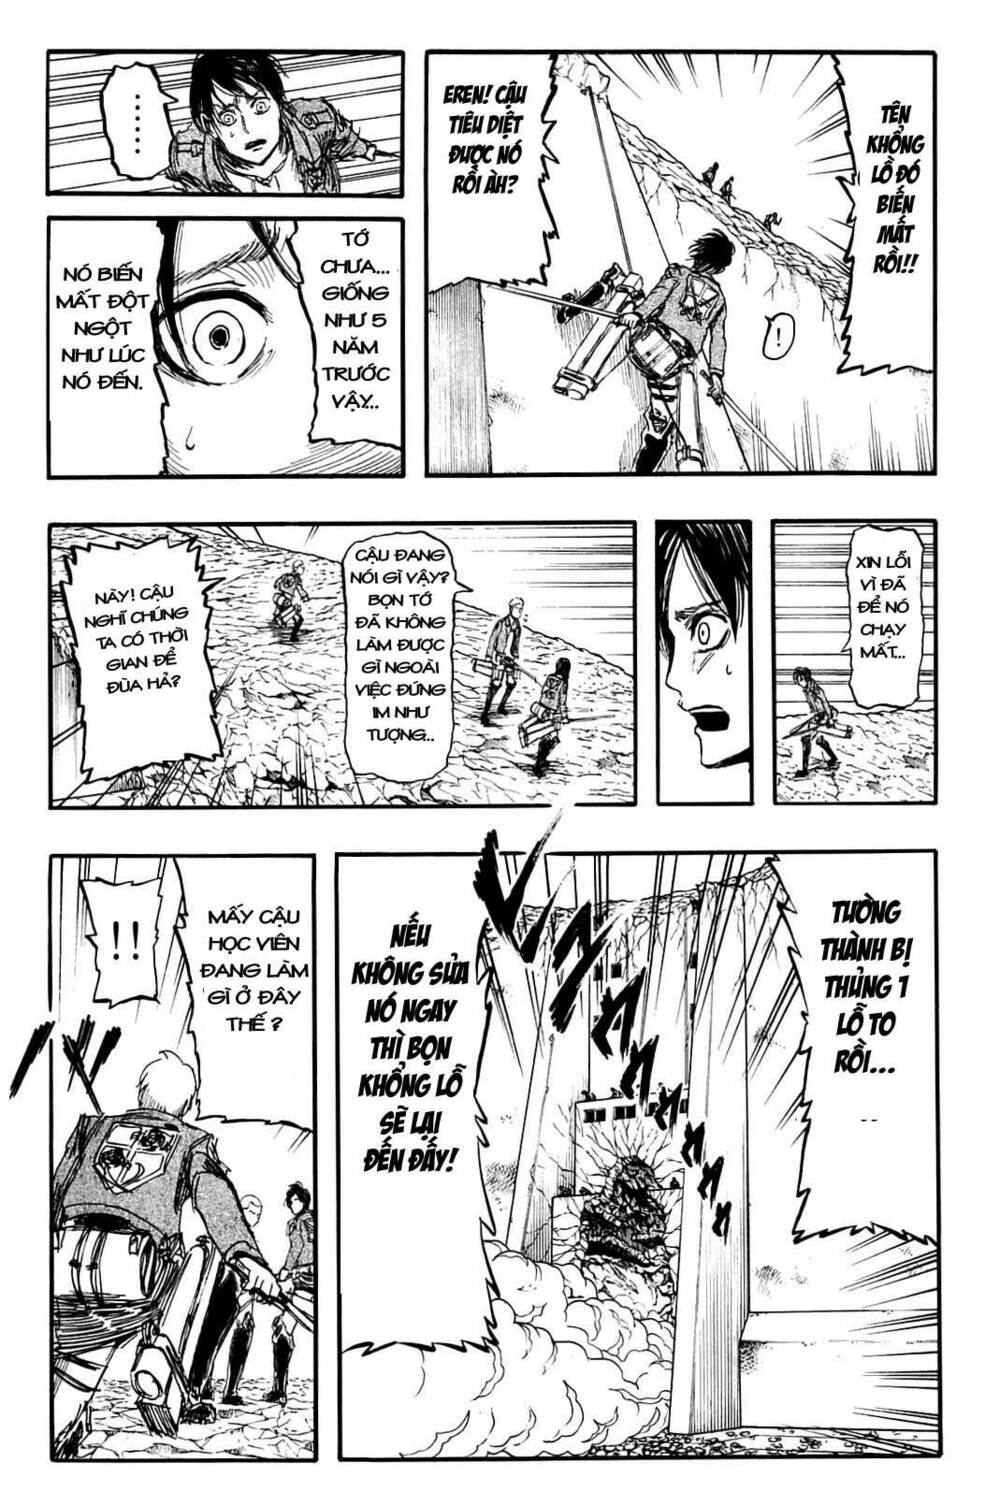 TÊN
KHỔNG
LỒ ĐÓ
BIẾN
MẤT
RỒI!!
EREN! CẬU
TIÊU DIỆT
ĐƯỢC NÓ
RỒI ÀH?
!
......
TỚ
CHƯA...
GIỐNG
NHƯ 5
NĂM
TRƯỚC
VẬY...
NÓ BIẾN
MẤT ĐỘT
NGỘT
NHƯ LÚC
NÓ ĐẾN.
XIN LỖI
VÌ ĐÃ
ĐỂ NÓ
CHẠY
MẤT...
CẬU ĐANG
NÓI GÌ VẬY?
BỌN TỚ
ĐÃ KHÔNG
LÀM ĐƯỢC
GÌ NGOÀI
VIỆC ĐỨNG
IM NHƯ
TƯỢNG..
NÀY! CẬU
NGHĨ CHÚNG
TA CÓ THỜI
GIAN ĐỂ
ĐÙA HẢ?
TƯỜNG
THÀNH BỊ
THỦNG 1
LỖ TO
RỒI...
NẾU
KHÔNG SỬA
NÓ NGAY
THÌ BỌN
KHỔNG LỒ
SẼ LẠI
ĐẾN ĐẤY!
MẤY CẬU
HỌC VIÊN
ĐANG LÀM
GÌ Ở ĐÂY
THẾ ?
!!